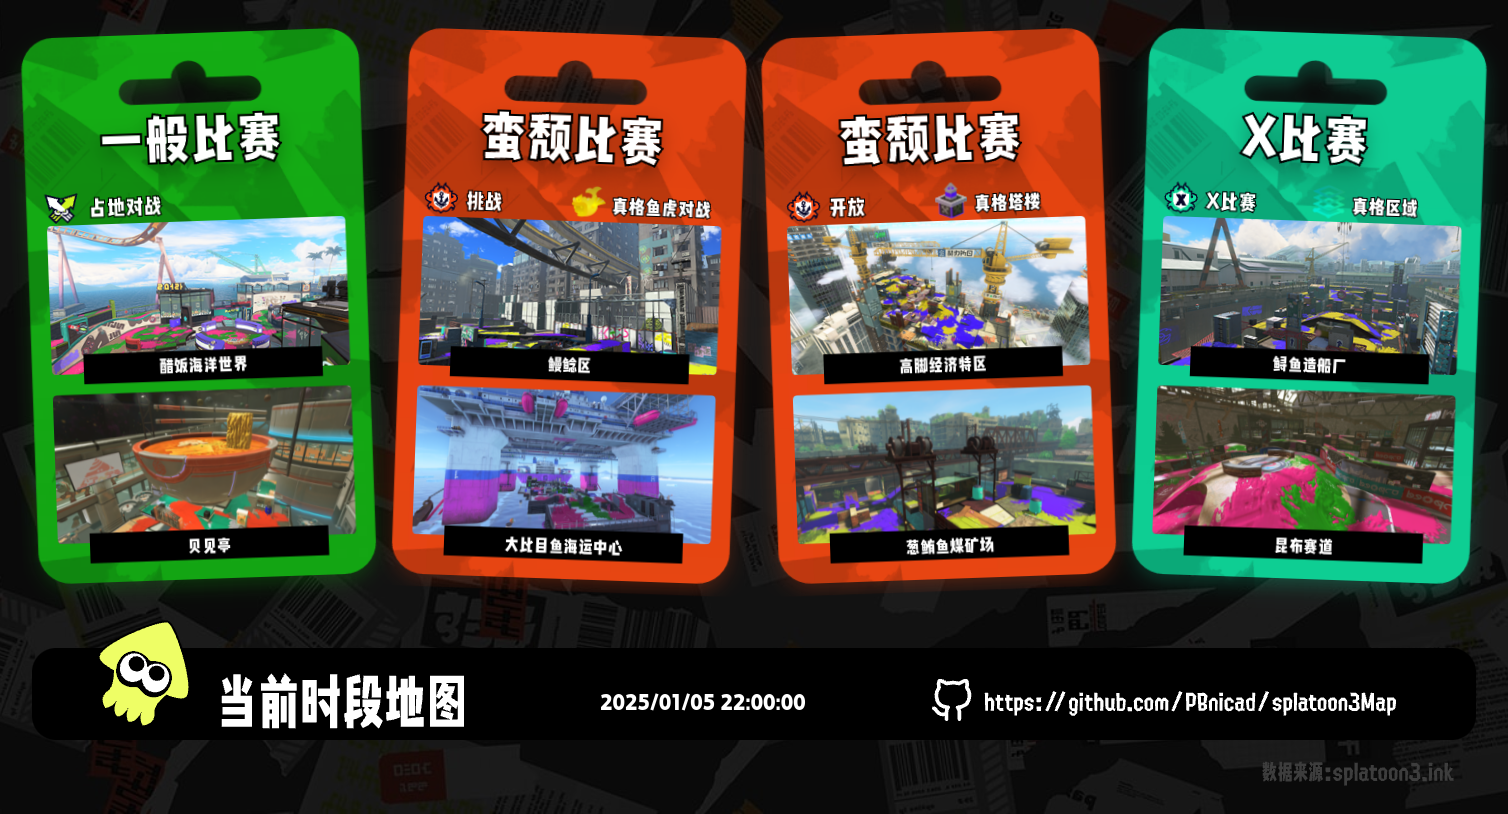 一般比赛
占地对战
醋饭海洋世界
贝见亭
蛮颓比赛
挑战
真格鱼虎对战
鳗鲶区
大比目鱼海运中心
蛮颓比赛
开放
真格塔楼
高脚经济特区
葱鲔鱼煤矿场
X比赛
X比赛
真格区域
鲟鱼造船厂
昆布赛道
当前时段地图
2025/01/05 22:00:00
https://github.com/PBnicad/splatoon3Map
数据来源:splatoon3.ink